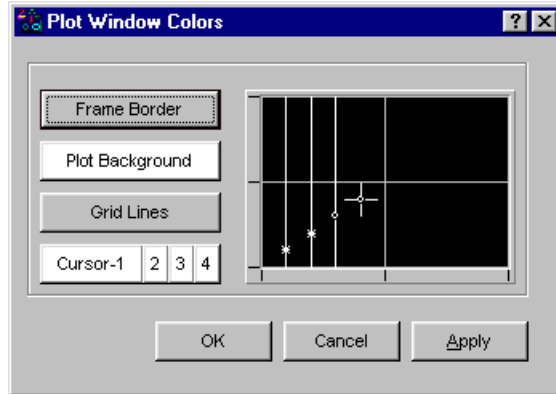 Plot Window Colors ? X
Frame Border
Plot Background
Grid Lines
Cursor-1 2 3 4
OK Cancel Apply